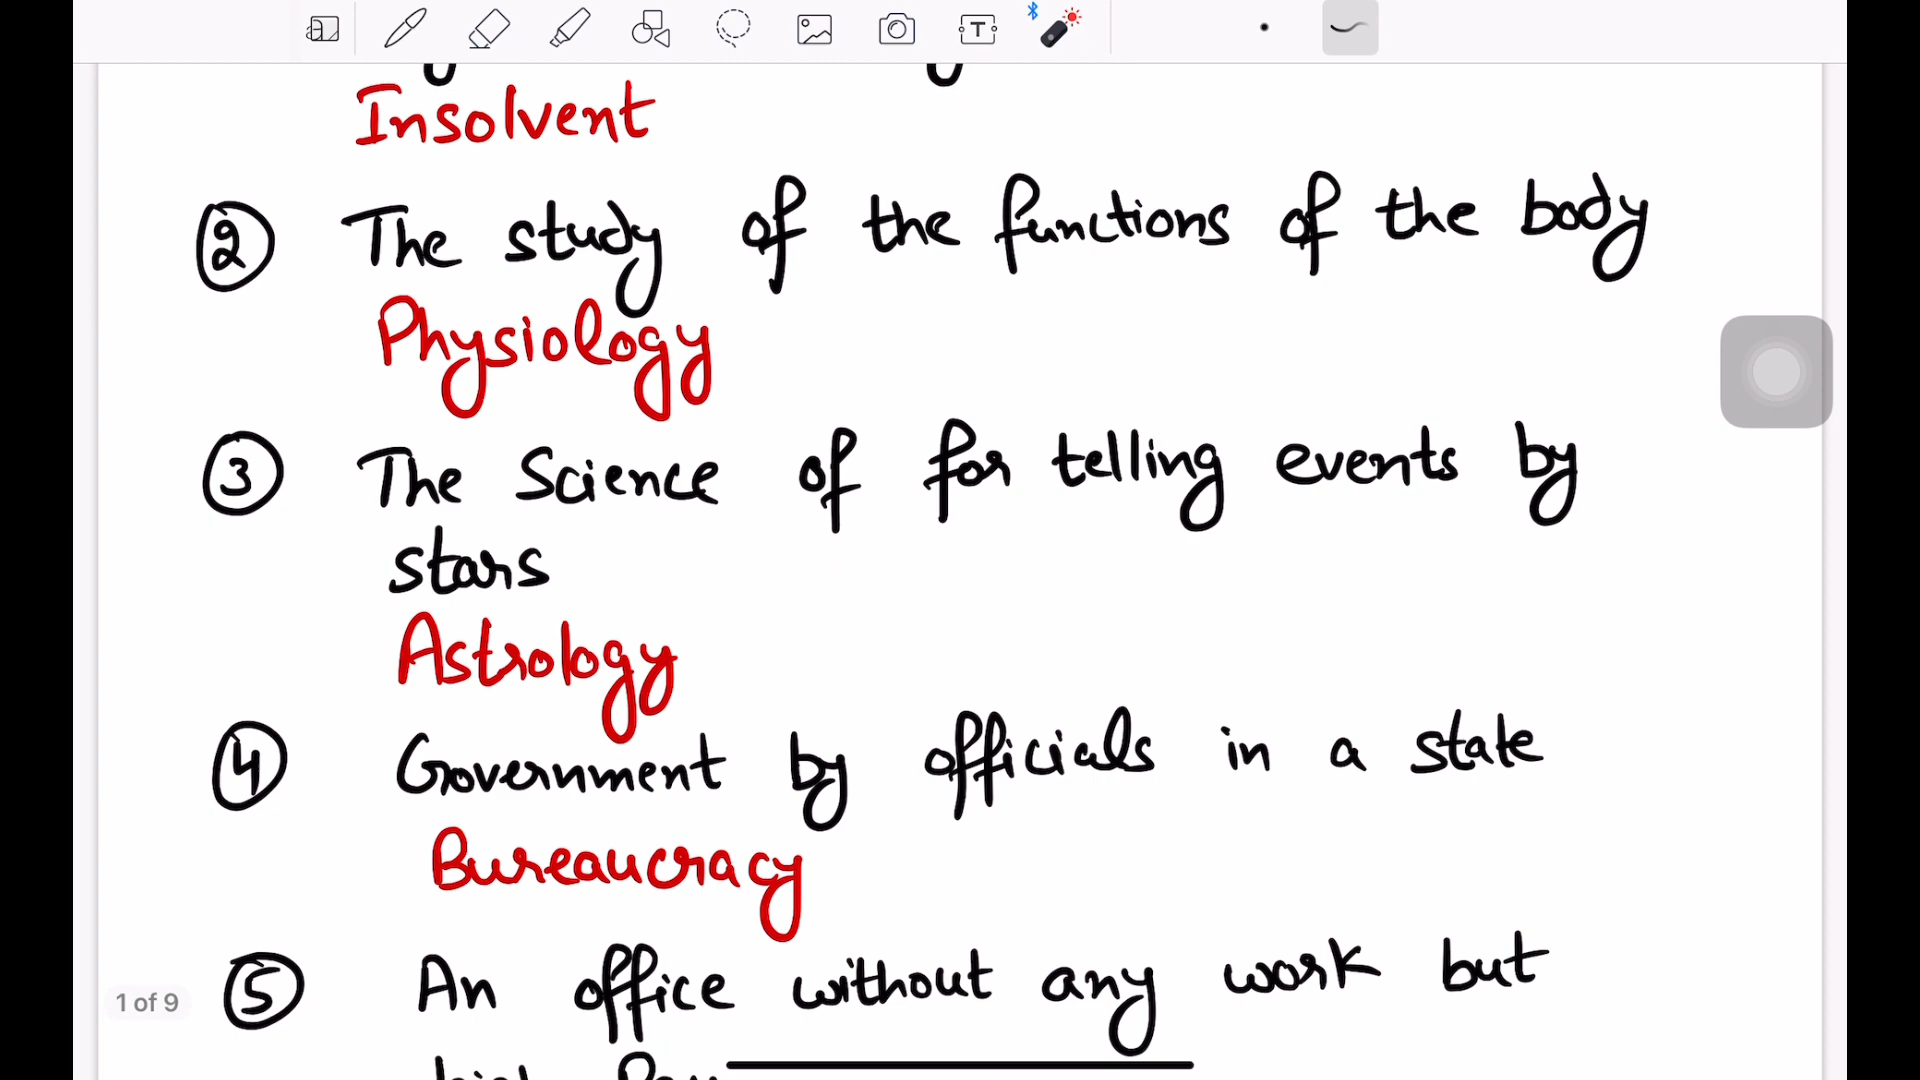 Insolvent
2 The study of the functions of the body
Physiology
3 The Science of for telling events by
stars
Astrology
4 Government by officials in a state
Bureaucracy
5 An office without any work but
1 of 9